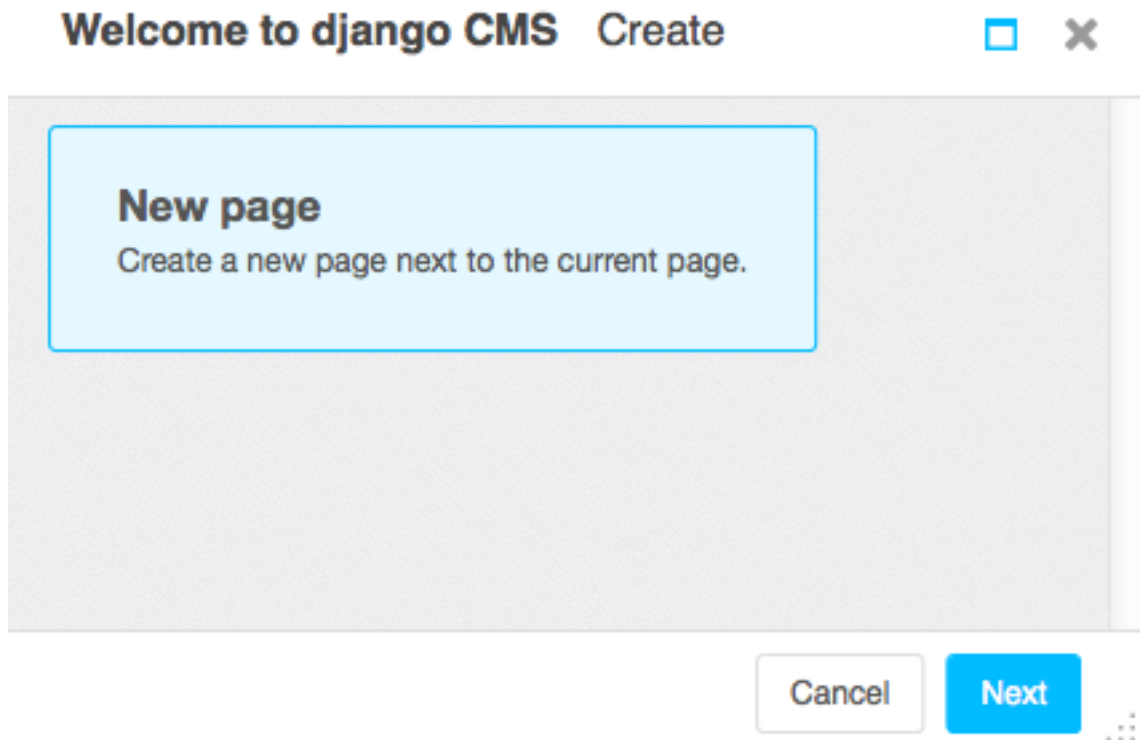 Welcome to django CMS Create
New page
Create a new page next to the current page.
Cancel Next